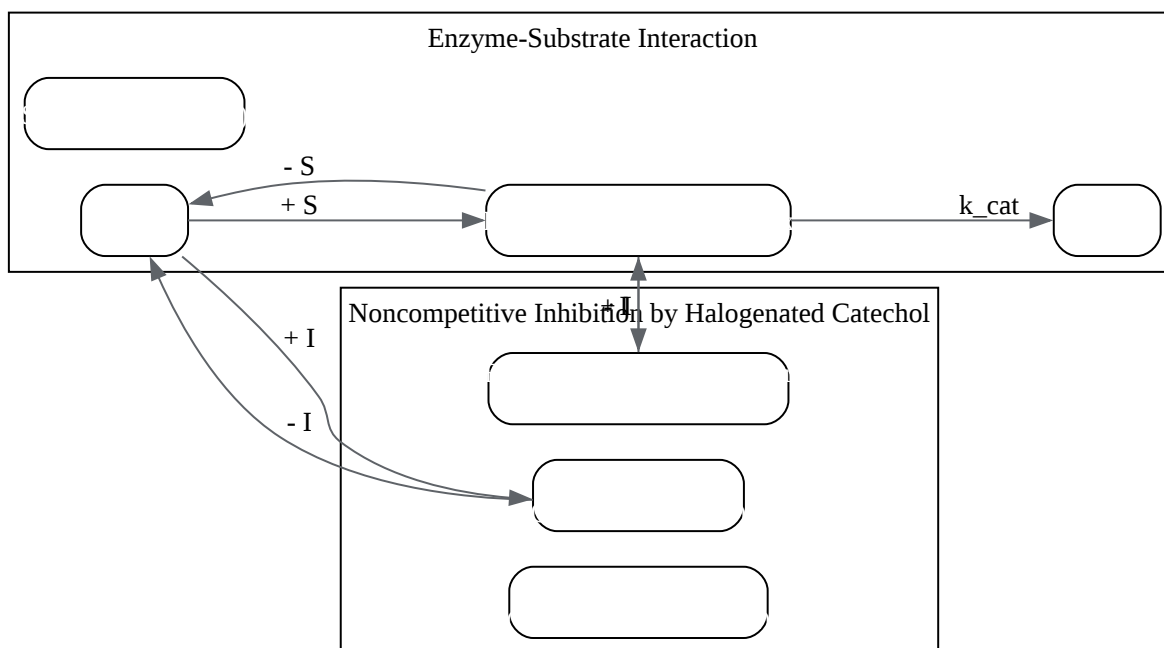 Enzyme-Substrate Interaction
- S
+ S
k_cat
Noncompetitive Inhibition by Halogenated Catechol
+ I
+ I
- I